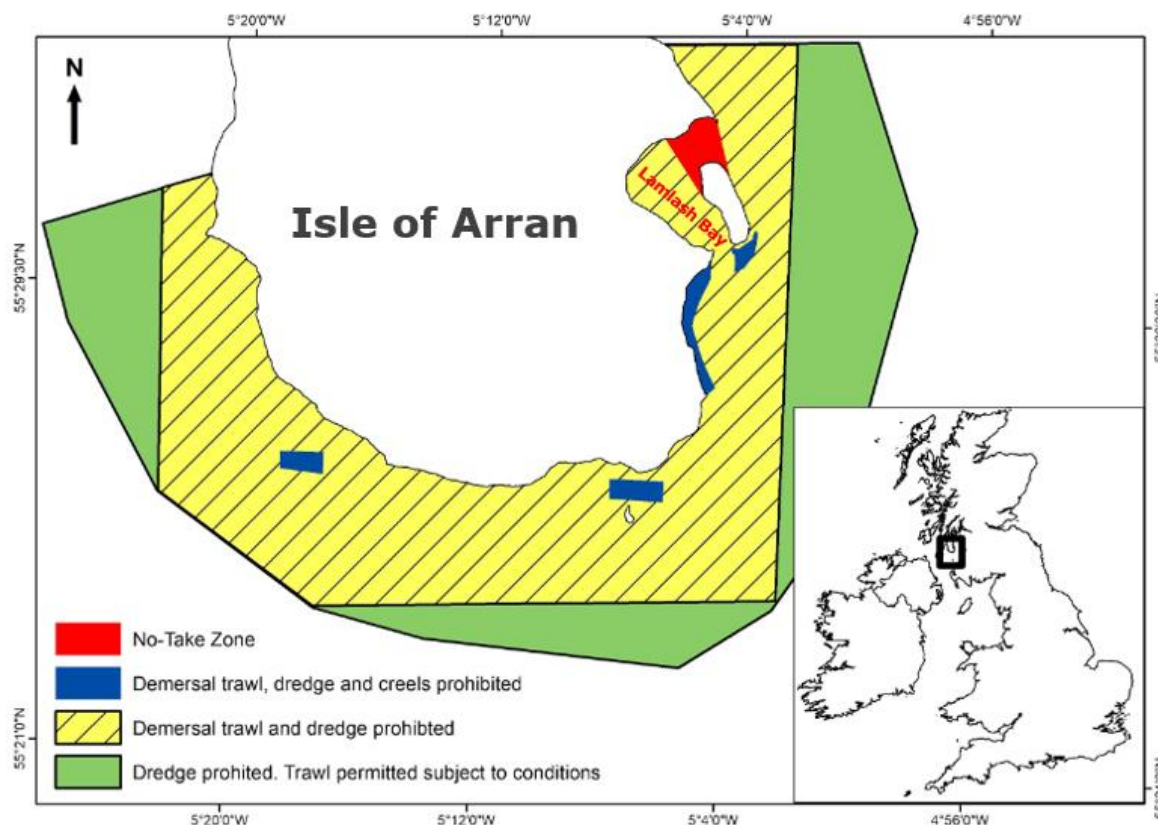 5°20'0"W 5°12'0"W 5°4'0"W 4°56'0"W
N
Isle of Arran
Lamlash Bay
55°29'30"N
55°21'0"N
No-Take Zone
Demersal trawl, dredge and creels prohibited
Demersal trawl and dredge prohibted
Dredge prohited. Trawl permitted subject to conditions
5°20'0"W 5°12'0"W 5°4'0"W 4°56'0"W